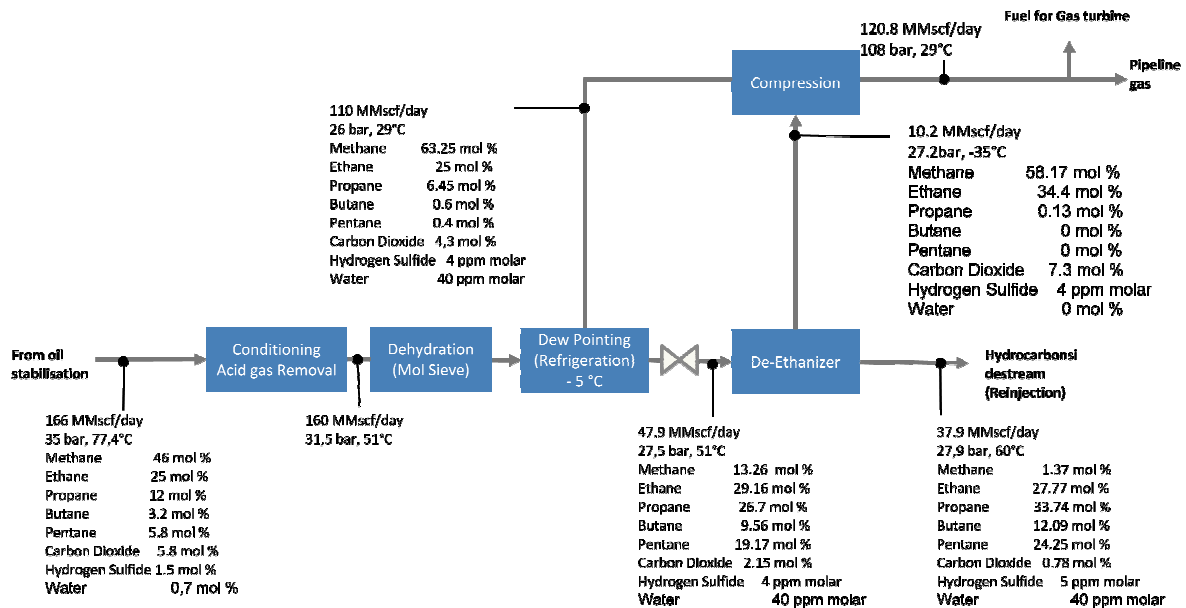 Fuel for Gas turbine
120.8 MMscf/day
108 bar, 29°C
Compression
Pipeline
gas
110 MMscf/day
26 bar, 29°C
Methane 63.25 mol %
Ethane 25 mol %
Propane 6.45 mol %
Butane 0.6 mol %
Pentane 0.4 mol %
Carbon Dioxide 4,3 mol%
Hydrogen Sulfide 4 ppm molar
Water 40 ppm molar
10.2 MMscf/day
27.2bar, -35°C
Methane 58.17 mol %
Ethane 34.4 mol %
Propane 0.13 mol %
Butane 0 mol %
Pentane 0 mol %
Carbon Dioxide 7.3 mol %
Hydrogen Sulfide 4 ppm molar
Water 0 mol %
From oil
stabilisation
Conditioning
Acid gas Removal
Dehydration
(Mol Sieve)
Dew Pointing
(Refrigeration)
- 5 °C
De-Ethanizer
Hydrocarbonsi
destream
(Reinjection)
166 MMscf/day
35 bar, 77,4°C
Methane 46 mol %
Ethane 25 mol %
Propane 12 mol %
Butane 3.2 mol %
Pentane 5.8 mol %
Carbon Dioxide 5.8 mol %
Hydrogen Sulfide 1.5 mol %
Water 0,7 mol %
160 MMscf/day
31,5 bar, 51°C
47.9 MMscf/day
27,5 bar, 51°C
Methane 13.26 mol %
Ethane 29.16 mol %
Propane 26.7 mol %
Butane 9.56 mol %
Pentane 19.17 mol %
Carbon Dioxide 2.15 mol %
Hydrogen Sulfide 4 ppm molar
Water 40 ppm molar
37.9 MMscf/day
27,9 bar, 60°C
Methane 1.37 mol %
Ethane 27.77 mol %
Propane 33.74 mol %
Butane 12.09 mol %
Pentane 24.25 mol %
Carbon Dioxide 0.78 mol %
Hydrogen Sulfide 5 ppm molar
Water 40 ppm molar